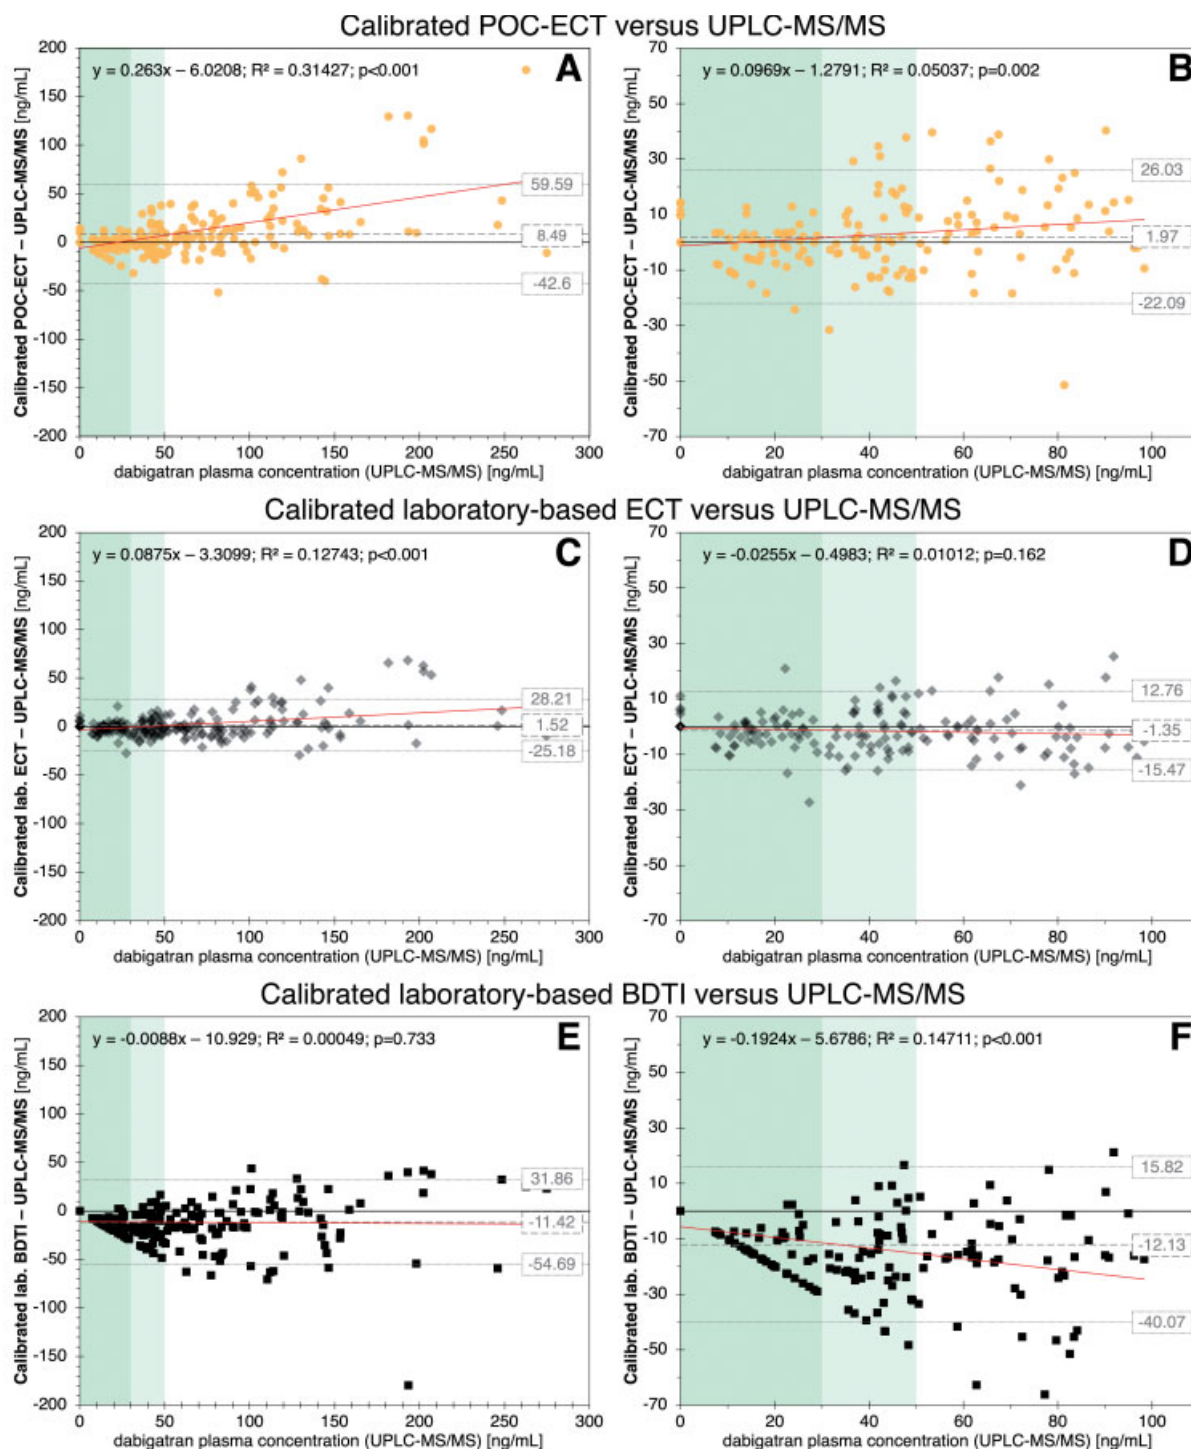 Calibrated POC-ECT versus UPLC-MS/MS
Calibrated POC-ECT – UPLC-MS/MS [ng/mL]
200
150
100
50
0
-50
-100
-150
-200
y = 0.263x – 6.0208; R² = 0.31427; p<0.001
A
59.59
8.49
-42.6
0 50 100 150 200 250 300
dabigatran plasma concentration (UPLC-MS/MS) [ng/mL]
Calibrated POC-ECT – UPLC-MS/MS [ng/mL]
70
50
30
10
-10
-30
-50
-70
y = 0.0969x – 1.2791; R² = 0.05037; p=0.002
B
26.03
1.97
-22.09
0 20 40 60 80 100
dabigatran plasma concentration (UPLC-MS/MS) [ng/mL]
Calibrated laboratory-based ECT versus UPLC-MS/MS
Calibrated lab. ECT – UPLC-MS/MS [ng/mL]
200
150
100
50
0
-50
-100
-150
-200
y = 0.0875x – 3.3099; R² = 0.12743; p<0.001
C
28.21
1.52
-25.18
0 50 100 150 200 250 300
dabigatran plasma concentration (UPLC-MS/MS) [ng/mL]
Calibrated lab. ECT – UPLC-MS/MS [ng/mL]
70
50
30
10
-10
-30
-50
-70
y = -0.0255x – 0.4983; R² = 0.01012; p=0.162
D
12.76
-1.35
-15.47
0 20 40 60 80 100
dabigatran plasma concentration (UPLC-MS/MS) [ng/mL]
Calibrated laboratory-based BDTI versus UPLC-MS/MS
Calibrated lab. BDTI – UPLC-MS/MS [ng/mL]
200
150
100
50
0
-50
-100
-150
-200
y = -0.0088x – 10.929; R² = 0.00049; p=0.733
E
31.86
-11.42
-54.69
0 50 100 150 200 250 300
dabigatran plasma concentration (UPLC-MS/MS) [ng/mL]
Calibrated lab. BDTI – UPLC-MS/MS [ng/mL]
70
50
30
10
-10
-30
-50
-70
y = -0.1924x – 5.6786; R² = 0.14711; p<0.001
F
15.82
-12.13
-40.07
0 20 40 60 80 100
dabigatran plasma concentration (UPLC-MS/MS) [ng/mL]